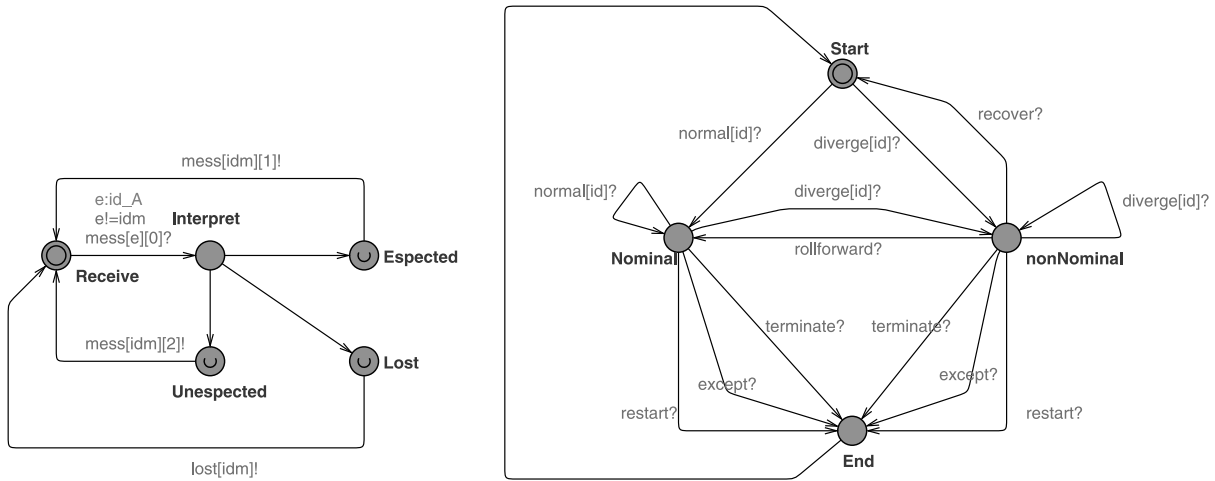 mess[idm][1]!
e:id_A
e!=idm
mess[e][0]?
Interpret
Receive
Espected
mess[idm][2]!
Unespected
Lost
lost[idm]!
Start
normal[id]?
diverge[id]?
recover?
normal[id]?
diverge[id]?
diverge[id]?
Nominal
rollforward?
nonNominal
terminate?
terminate?
except?
except?
restart?
restart?
End